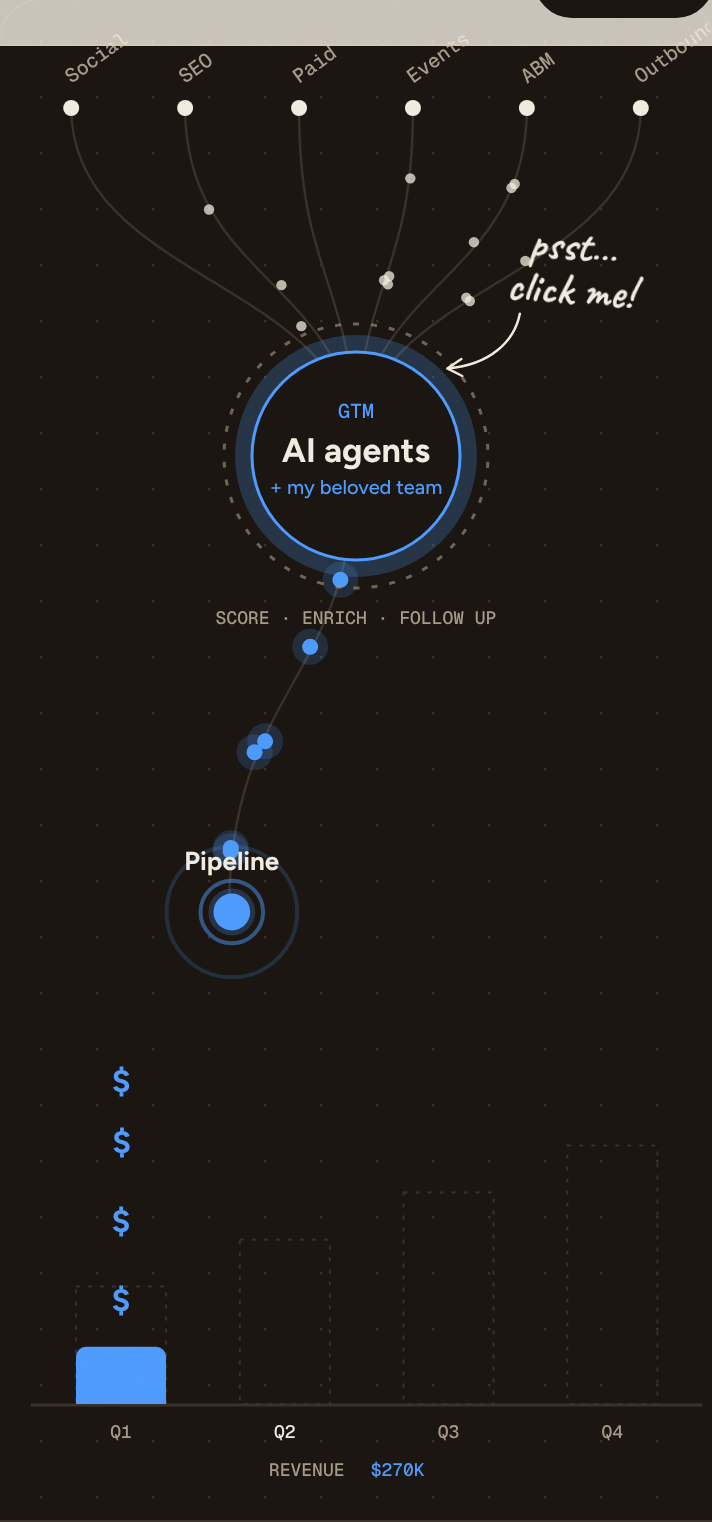 Social
SEO
Paid
Events
ABM
Outbound
psst...
click me!
GTM
AI agents
+ my beloved team
SCORE · ENRICH · FOLLOW UP
Pipeline
$
$
$
$
Q1 Q2 Q3 Q4
REVENUE $270K